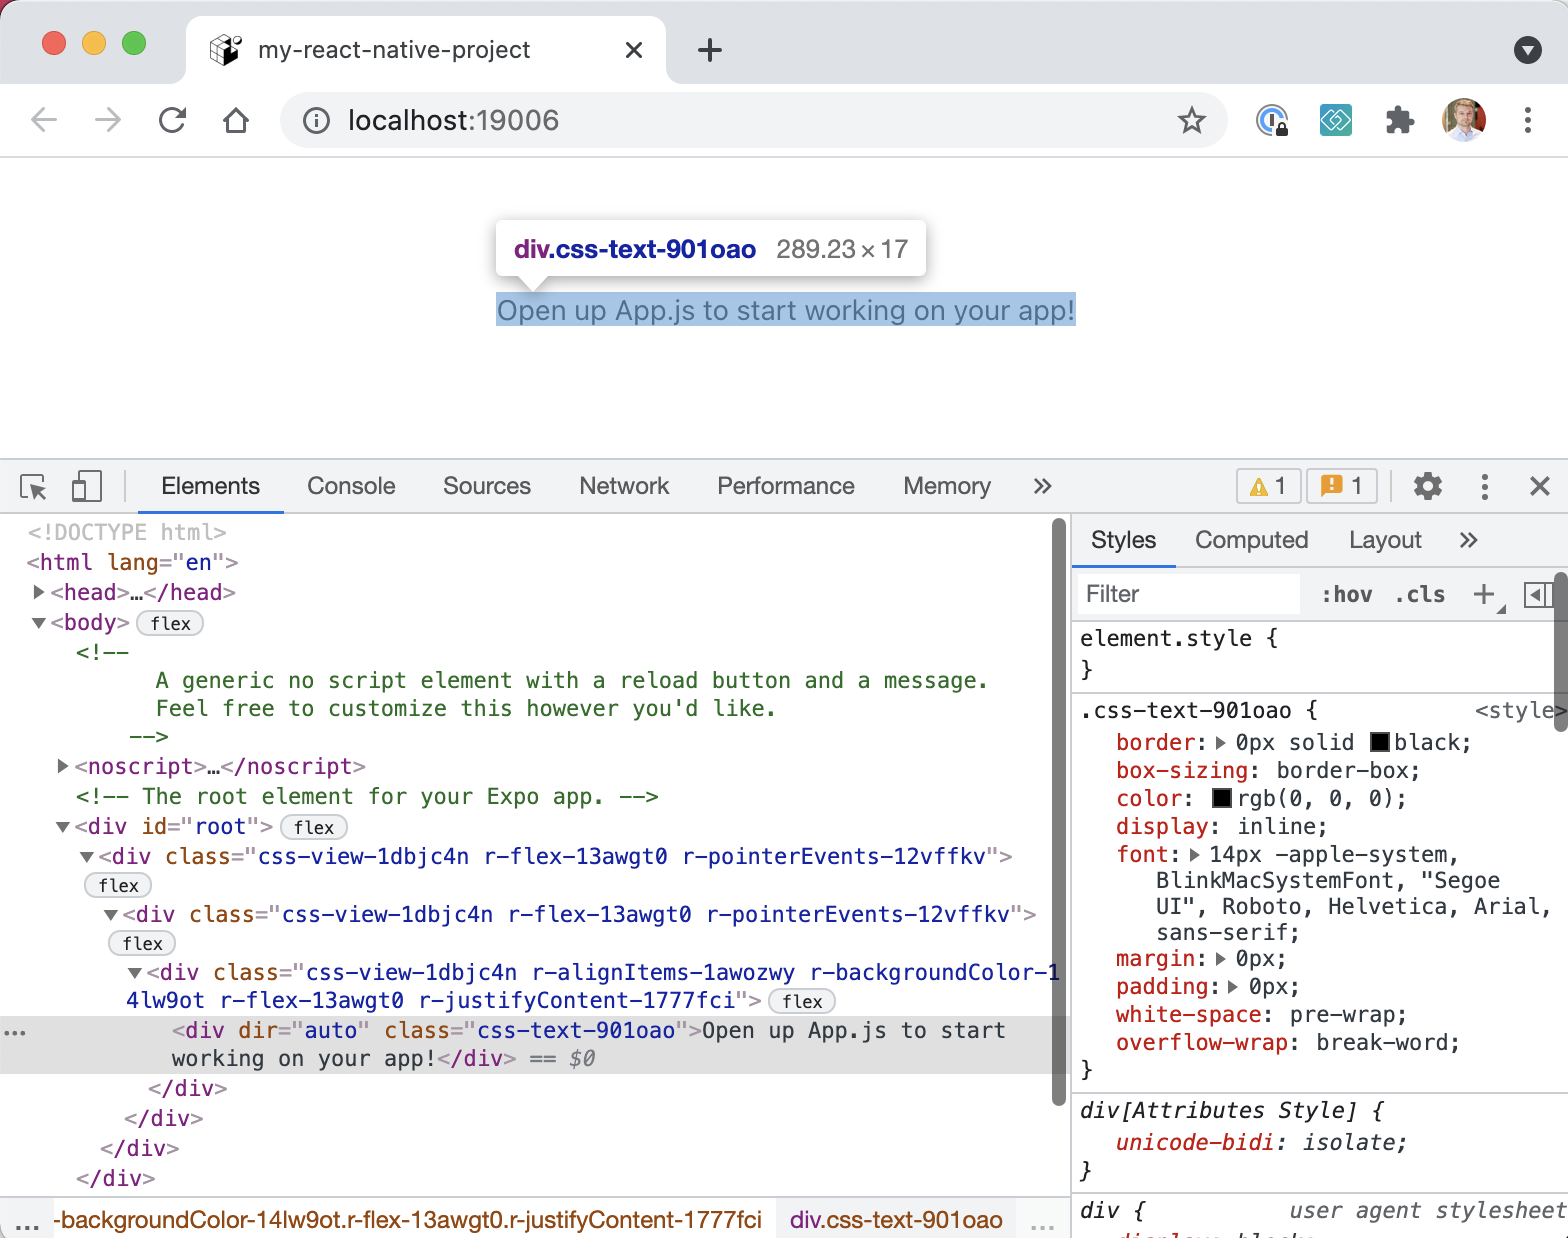 my-react-native-project
localhost:19006
div.css-text-901oao 289.23 × 17
Open up App.js to start working on your app!
Elements Console Sources Network Performance Memory » 1 1
<!DOCTYPE html>
<html lang="en">
<head>…</head>
<body> flex
<!--
A generic no script element with a reload button and a message.
Feel free to customize this however you'd like.
-->
<noscript>…</noscript>
<!-- The root element for your Expo app. -->
<div id="root"> flex
<div class="css-view-1dbjc4n r-flex-13awgt0 r-pointerEvents-12vffkv">
flex
<div class="css-view-1dbjc4n r-flex-13awgt0 r-pointerEvents-12vffkv">
flex
<div class="css-view-1dbjc4n r-alignItems-1awozwy r-backgroundColor-1
4lw9ot r-flex-13awgt0 r-justifyContent-1777fci"> flex
… <div dir="auto" class="css-text-901oao">Open up App.js to start
working on your app!</div> == $0
</div>
</div>
</div>
</div>
… -backgroundColor-14lw9ot.r-flex-13awgt0.r-justifyContent-1777fci div.css-text-901oao …
Styles Computed Layout »
Filter :hov .cls +
element.style {
}
.css-text-901oao { <style>
border: 0px solid black;
box-sizing: border-box;
color: rgb(0, 0, 0);
display: inline;
font: 14px -apple-system,
BlinkMacSystemFont, "Segoe
UI", Roboto, Helvetica, Arial,
sans-serif;
margin: 0px;
padding: 0px;
white-space: pre-wrap;
overflow-wrap: break-word;
}
div[Attributes Style] {
unicode-bidi: isolate;
}
div { user agent stylesheet
display: block;